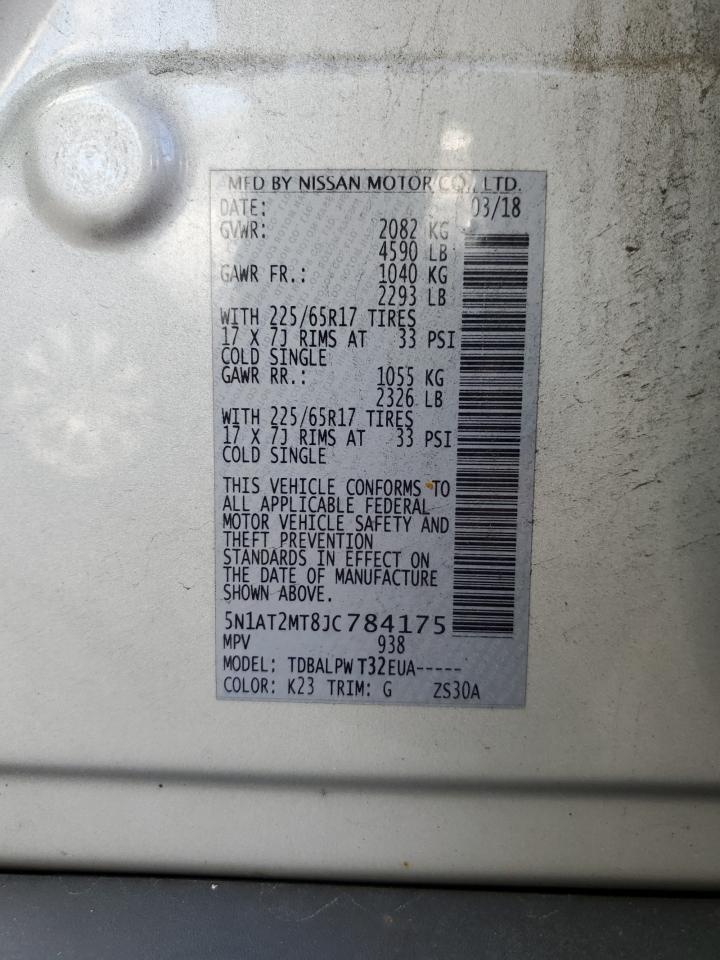 MFD BY NISSAN MOTOR CO., LTD.
DATE: 03/18
GVWR: 2082 KG
4590 LB
GAWR FR.: 1040 KG
2293 LB
WITH 225/65R17 TIRES
17 X 7J RIMS AT 33 PSI
COLD SINGLE
GAWR RR.: 1055 KG
2326 LB
WITH 225/65R17 TIRES
17 X 7J RIMS AT 33 PSI
COLD SINGLE
THIS VEHICLE CONFORMS TO
ALL APPLICABLE FEDERAL
MOTOR VEHICLE SAFETY AND
THEFT PREVENTION
STANDARDS IN EFFECT ON
THE DATE OF MANUFACTURE
SHOWN ABOVE.
5N1AT2MT8JC784175
MPV 938
MODEL: TDBALPW T32EUA-----
COLOR: K23 TRIM: G ZS30A